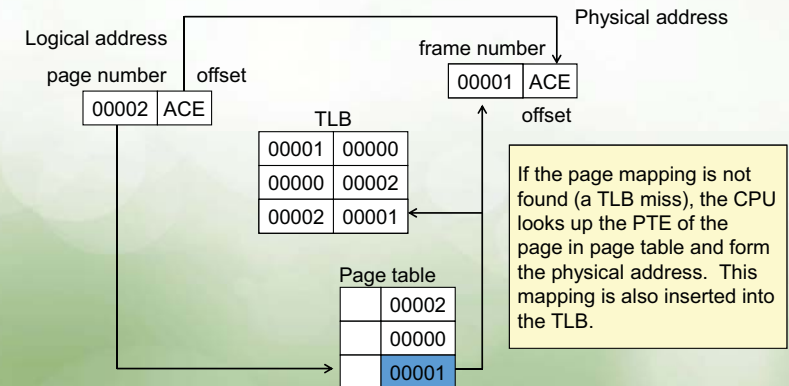 Physical address
Logical address
frame number
page number offset
00001 ACE
00002 ACE
offset
TLB
00001 00000
00000 00002
00002 00001
If the page mapping is not
found (a TLB miss), the CPU
looks up the PTE of the
page in page table and form
the physical address. This
mapping is also inserted into
the TLB.
Page table
00002
00000
00001